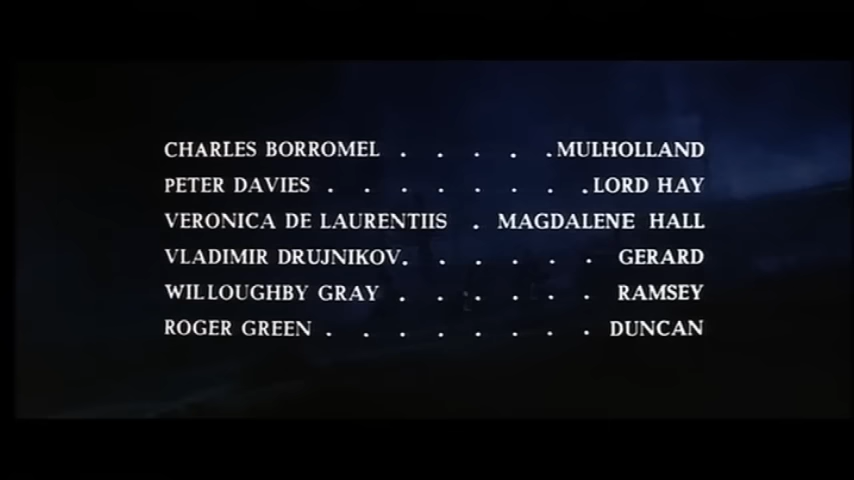 CHARLES BORROMEL . . . . . MULHOLLAND
PETER DAVIES . . . . . . . . LORD HAY
VERONICA DE LAURENTIIS . MAGDALENE HALL
VLADIMIR DRUJNIKOV. . . . . . GERARD
WILLOUGHBY GRAY . . . . . . RAMSEY
ROGER GREEN . . . . . . . . DUNCAN